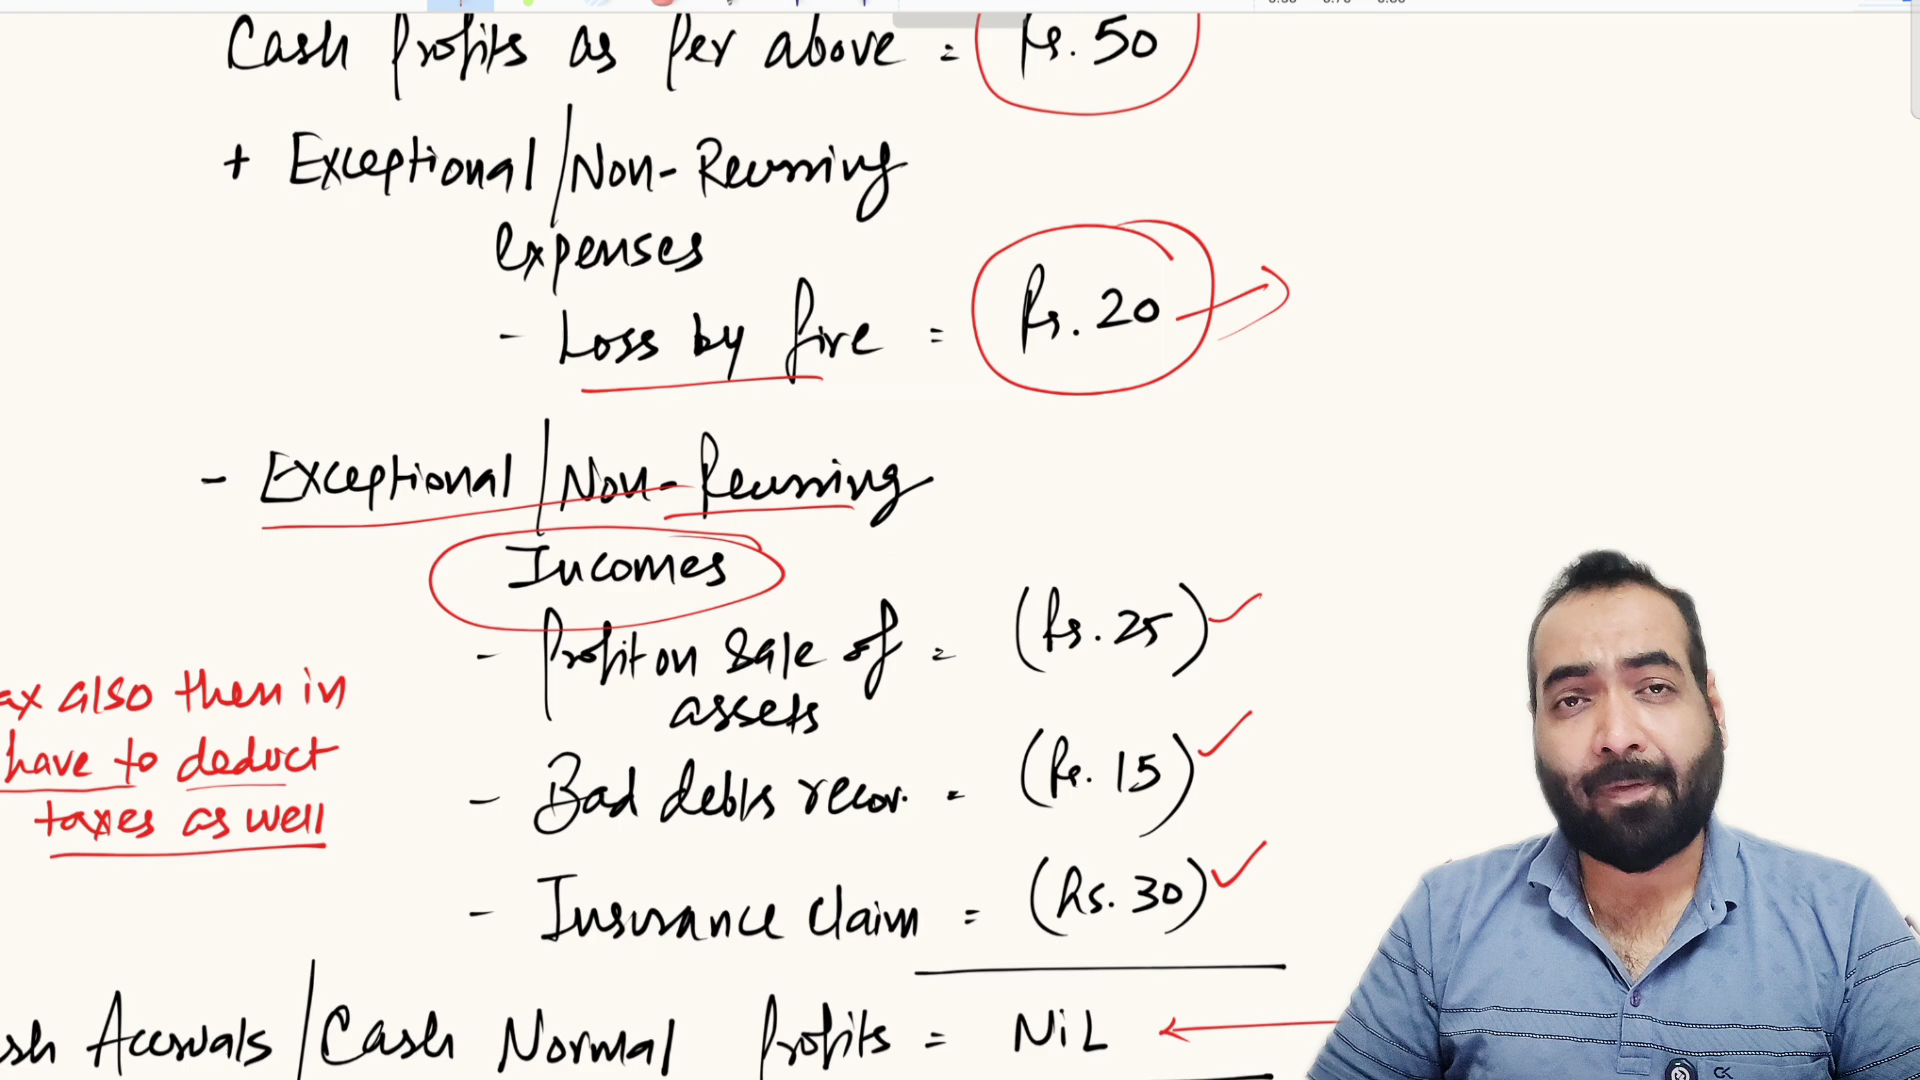 Cash Profits as Per above = Rs. 50
+ Exceptional/Non-Recurring
expenses
- Loss by fire = Rs. 20
- Exceptional/Non-Recurring
Incomes
- Profit on Sale of = (Rs. 25)
assets
- Bad debts recov. = (Rs. 15)
- Insurance claim = (Rs. 30)
ax also then in
have to deduct
taxes as well
sh Accruals/Cash Normal Profits = NiL
CK